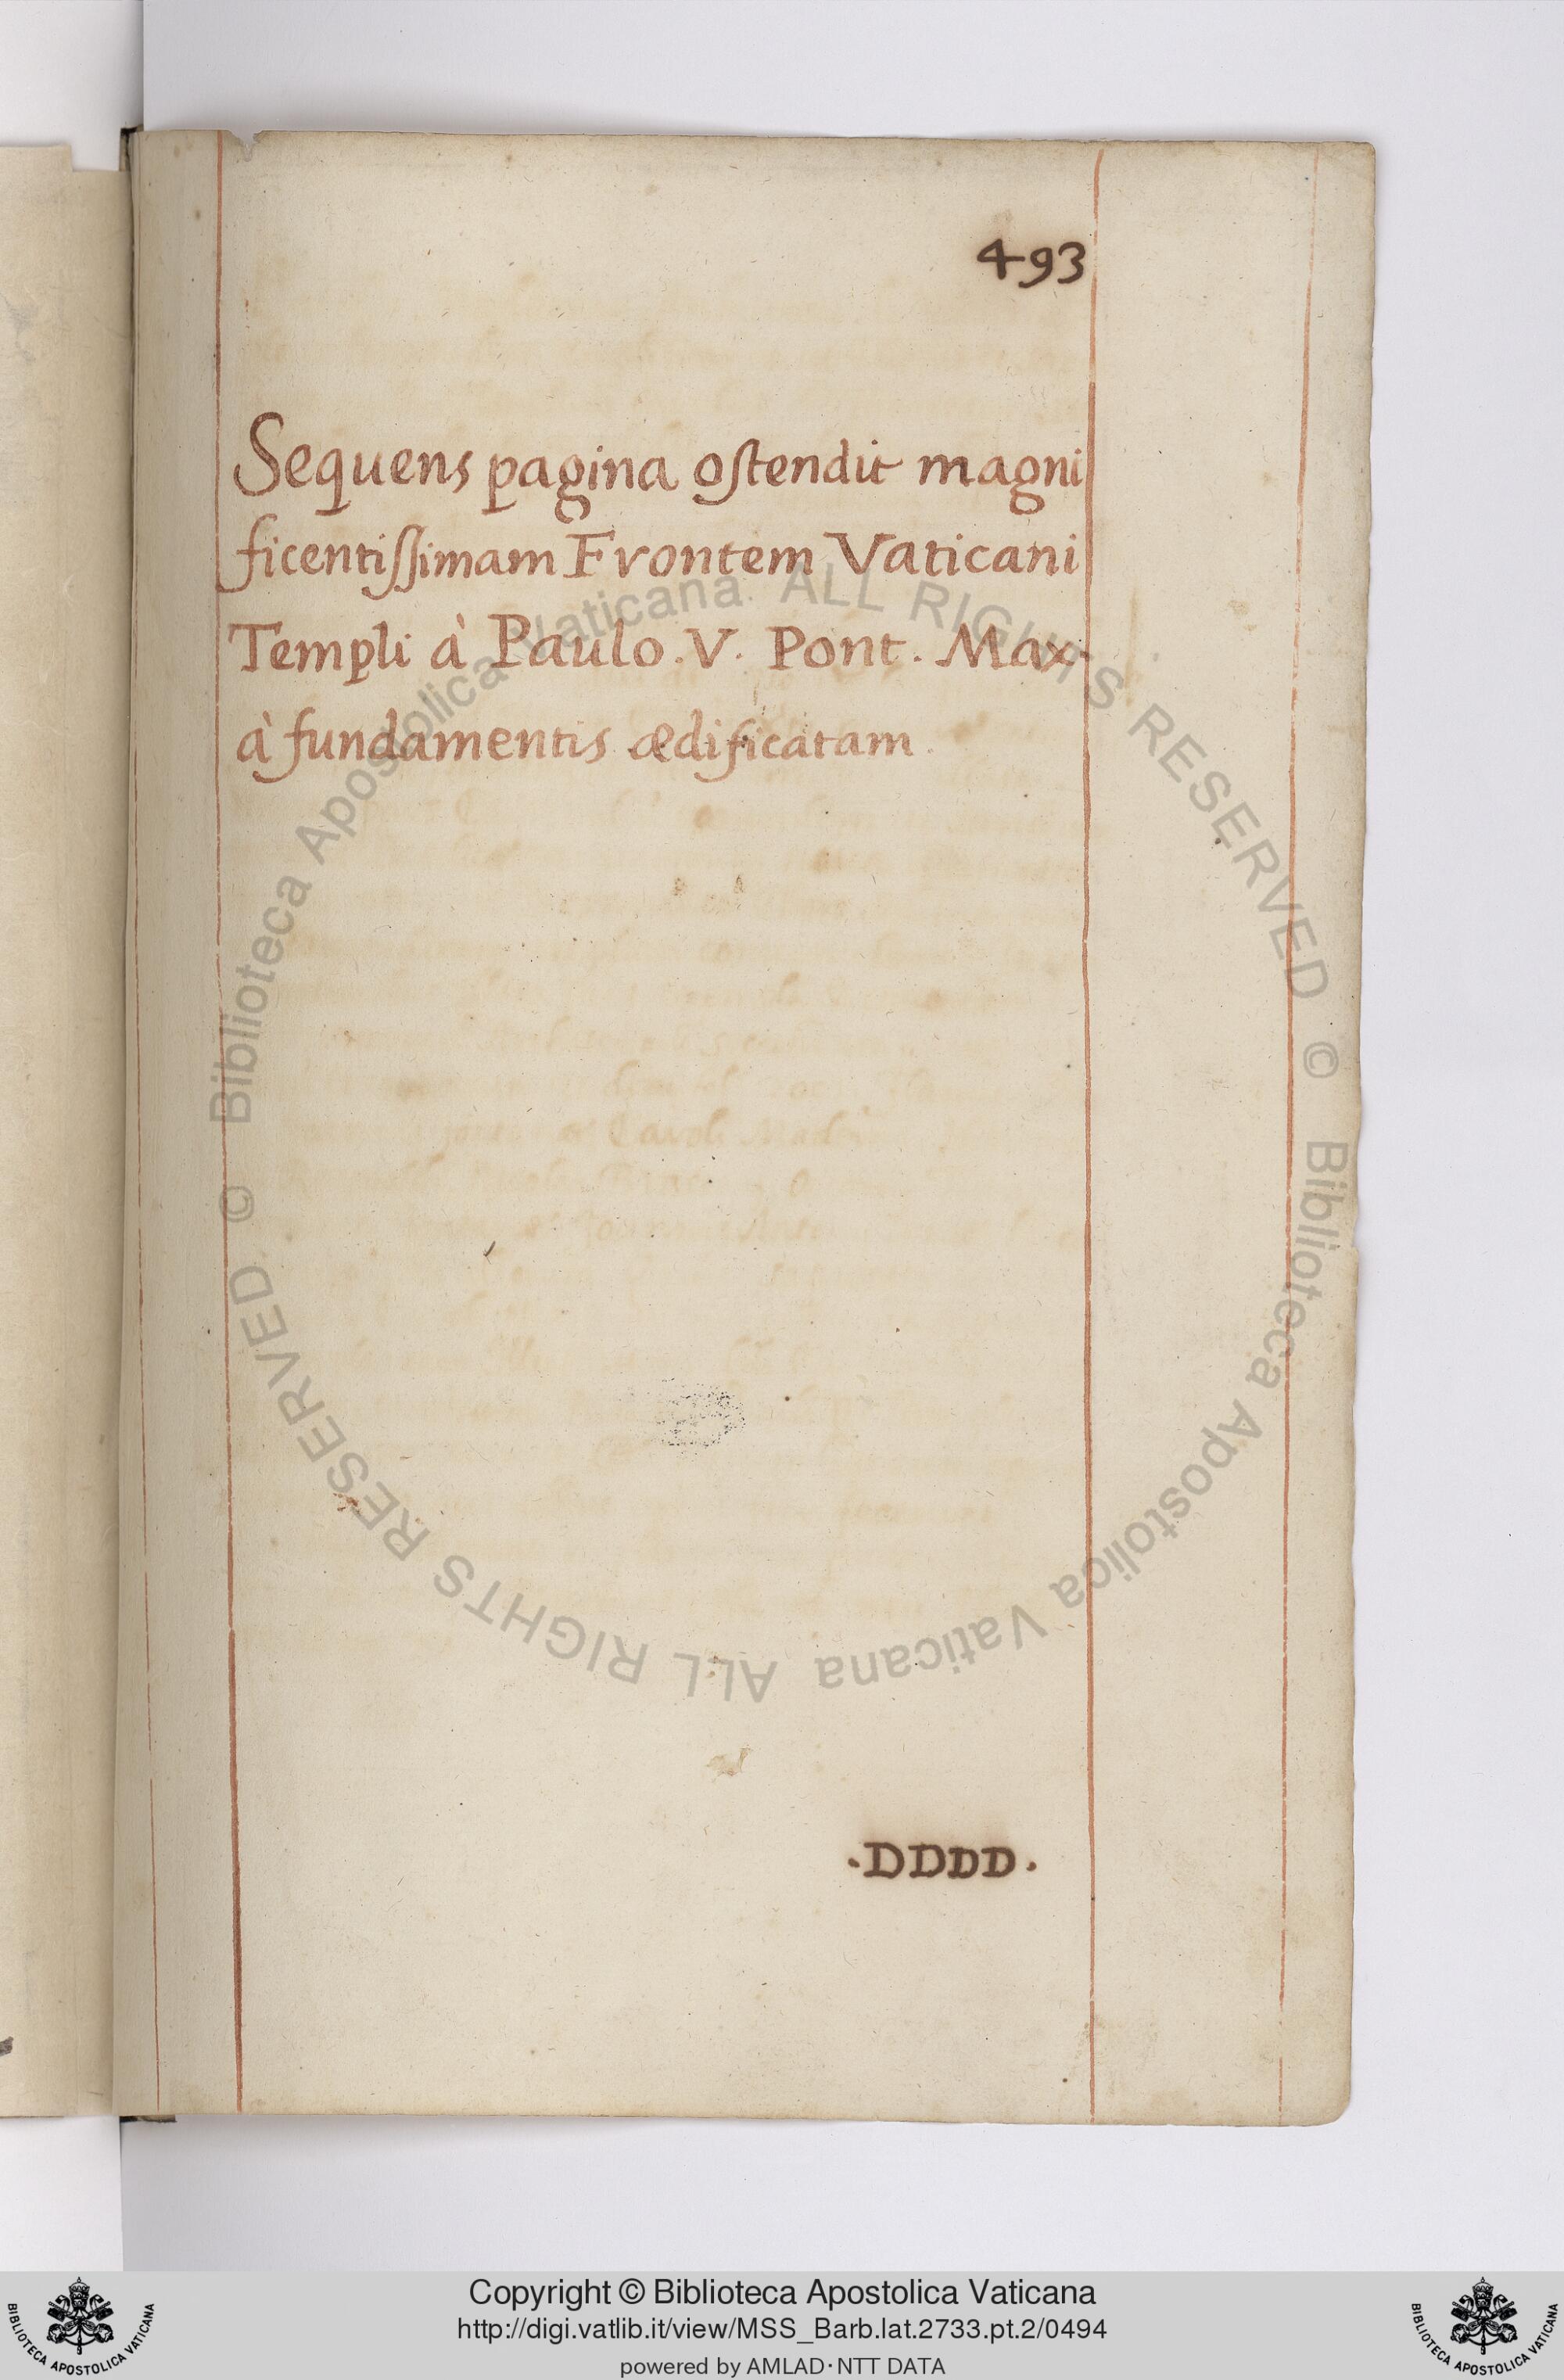 493
Sequens pagina ostendit magni
ficentissimam Frontem Vaticani
Templi à Paulo .V. Pont. Max.
à fundamentis ædificatam.
.DDDD.
© Biblioteca Apostolica Vaticana ALL RIGHTS RESERVED
© Biblioteca Apostolica Vaticana ALL RIGHTS RESERVED
Copyright © Biblioteca Apostolica Vaticana
http://digi.vatlib.it/view/MSS_Barb.lat.2733.pt.2/0494
powered by AMLAD·NTT DATA
BIBLIOTECA APOSTOLICA VATICANA
BIBLIOTECA APOSTOLICA VATICANA